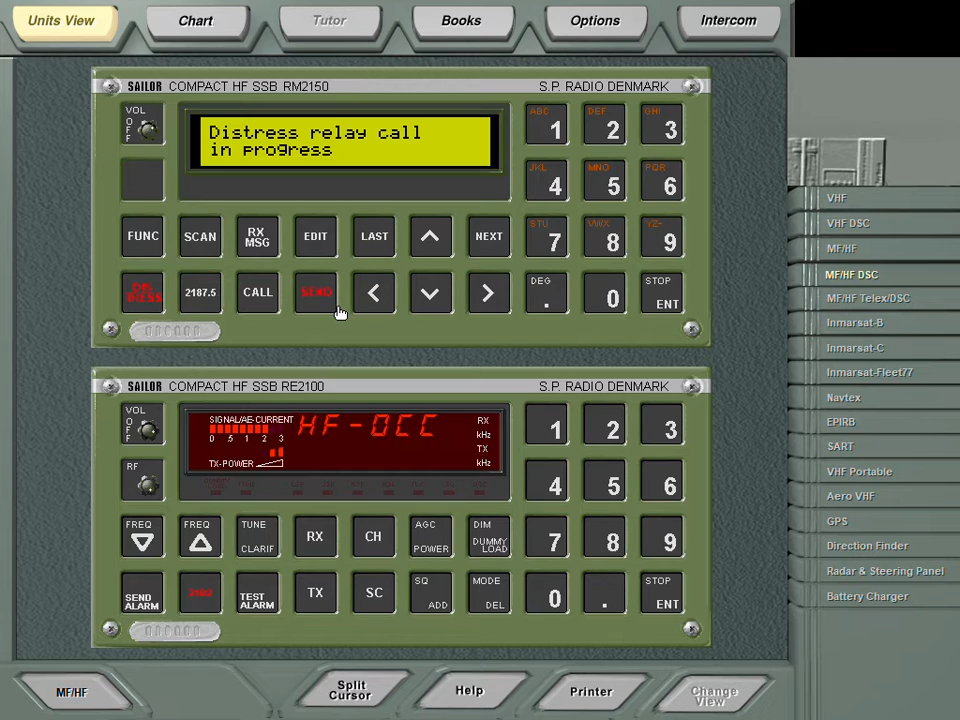 Units View
Chart
Tutor
Books
Options
Intercom
SAILOR COMPACT HF SSB RM2150
S.P. RADIO DENMARK
VOL
OFF
Distress relay call
in progress
ABC
1
DEF
2
GHI
3
JKL
4
MNO
5
PQR
6
FUNC
SCAN
RX
MSG
EDIT
LAST
NEXT
STU
7
VWX
8
YZ-
9
DIS
TRESS
2187.5
CALL
SEND
DEG
.
0
STOP
ENT
SAILOR COMPACT HF SSB RE2100
S.P. RADIO DENMARK
VOL
OFF
SIGNAL/AE-CURRENT
0 .5 1 2 3
HF-OCC
RX
kHz
TX
kHz
TX-POWER
1
2
3
RF
4
5
6
FREQ
FREQ
TUNE
CLARIF
RX
CH
AGC
POWER
DIM
DUMMY
LOAD
7
8
9
SEND
ALARM
2182
TEST
ALARM
TX
SC
SQ
ADD
MODE
DEL
0
.
STOP
ENT
VHF
VHF DSC
MF/HF
MF/HF DSC
MF/HF Telex/DSC
Inmarsat-B
Inmarsat-C
Inmarsat-Fleet77
Navtex
EPIRB
SART
VHF Portable
Aero VHF
GPS
Direction Finder
Radar & Steering Panel
Battery Charger
MF/HF
Split
Cursor
Help
Printer
Change
View